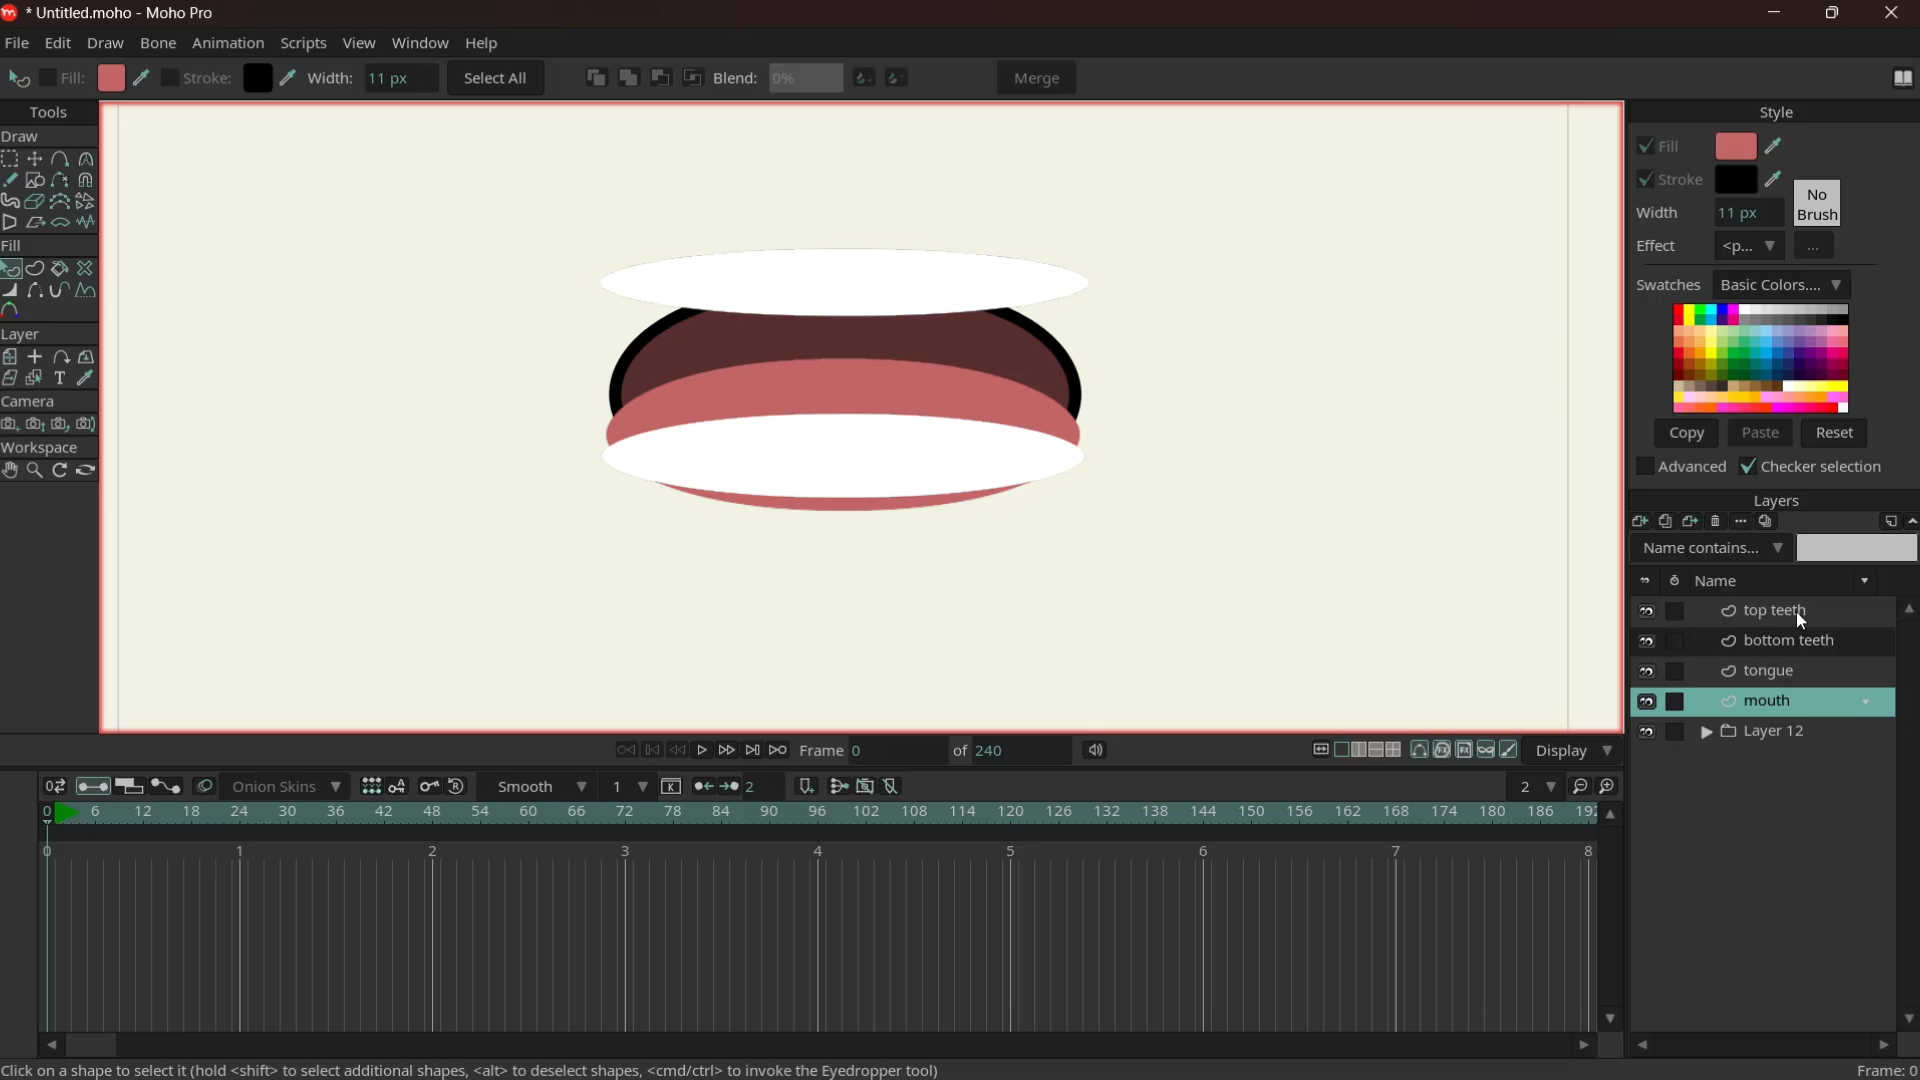 * Untitled.moho - Moho Pro
File Edit Draw Bone Animation Scripts View Window Help
Fill: Stroke: Width: 11 px Select All Blend: 0% Merge
Tools
Draw
Fill
Layer
T
Camera
Workspace
Style
Fill
Stroke
No
Brush
Width 11 px
Effect <p... ...
Swatches Basic Colors....
Copy Paste Reset
Advanced Checker selection
Layers
Name contains...
Name
top teeth
bottom teeth
tongue
mouth
Layer 12
Frame 0 of 240 Display
Onion Skins Smooth 1 K 2 2
0 6 12 18 24 30 36 42 48 54 60 66 72 78 84 90 96 102 108 114 120 126 132 138 144 150 156 162 168 174 180 186 192
0 1 2 3 4 5 6 7 8
Click on a shape to select it (hold <shift> to select additional shapes, <alt> to deselect shapes, <cmd/ctrl> to invoke the Eyedropper tool) Frame: 0